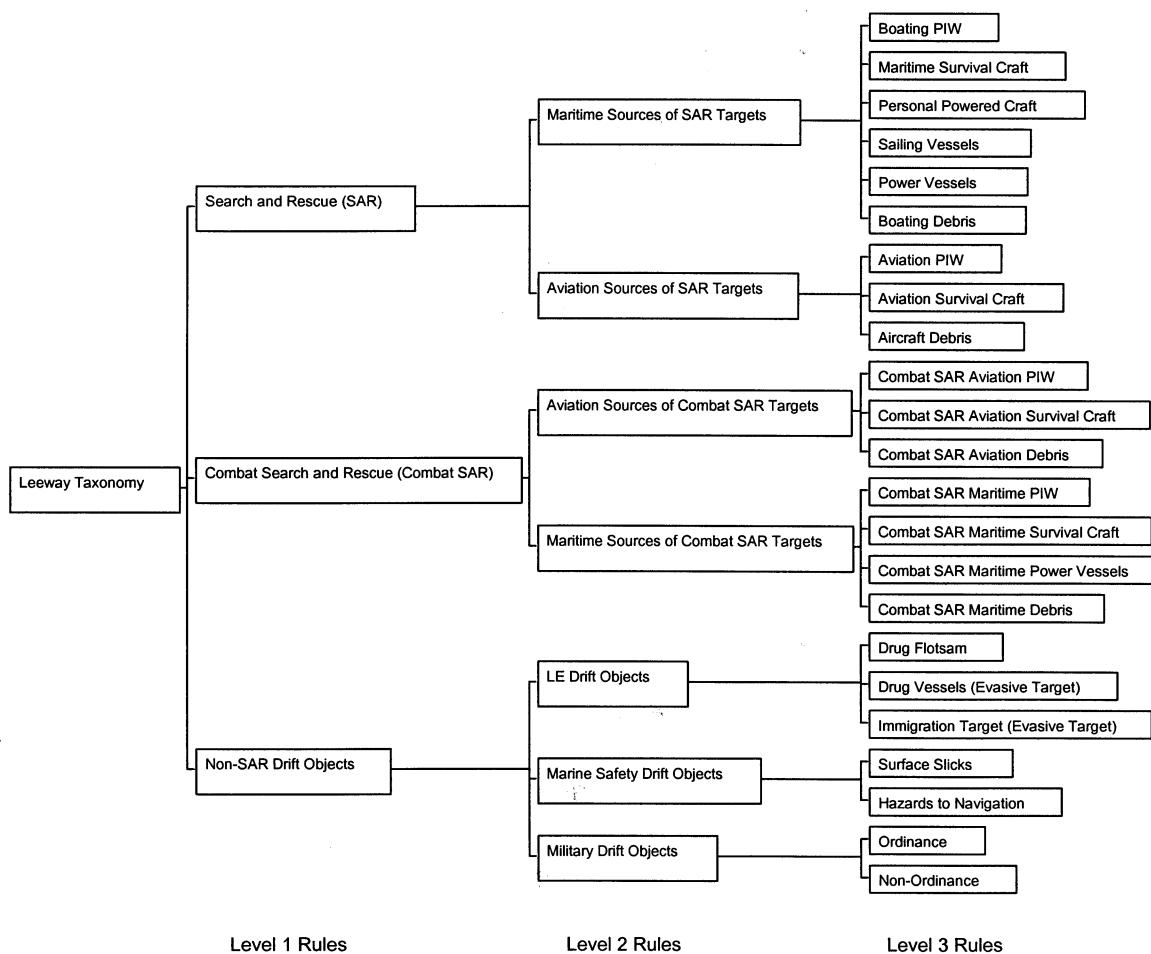 Leeway Taxonomy
Search and Rescue (SAR)
Maritime Sources of SAR Targets
Boating PIW
Maritime Survival Craft
Personal Powered Craft
Sailing Vessels
Power Vessels
Boating Debris
Aviation Sources of SAR Targets
Aviation PIW
Aviation Survival Craft
Aircraft Debris
Combat Search and Rescue (Combat SAR)
Aviation Sources of Combat SAR Targets
Combat SAR Aviation PIW
Combat SAR Aviation Survival Craft
Combat SAR Aviation Debris
Maritime Sources of Combat SAR Targets
Combat SAR Maritime PIW
Combat SAR Maritime Survival Craft
Combat SAR Maritime Power Vessels
Combat SAR Maritime Debris
Non-SAR Drift Objects
LE Drift Objects
Drug Flotsam
Drug Vessels (Evasive Target)
Immigration Target (Evasive Target)
Marine Safety Drift Objects
Surface Slicks
Hazards to Navigation
Military Drift Objects
Ordinance
Non-Ordinance
Level 1 Rules
Level 2 Rules
Level 3 Rules